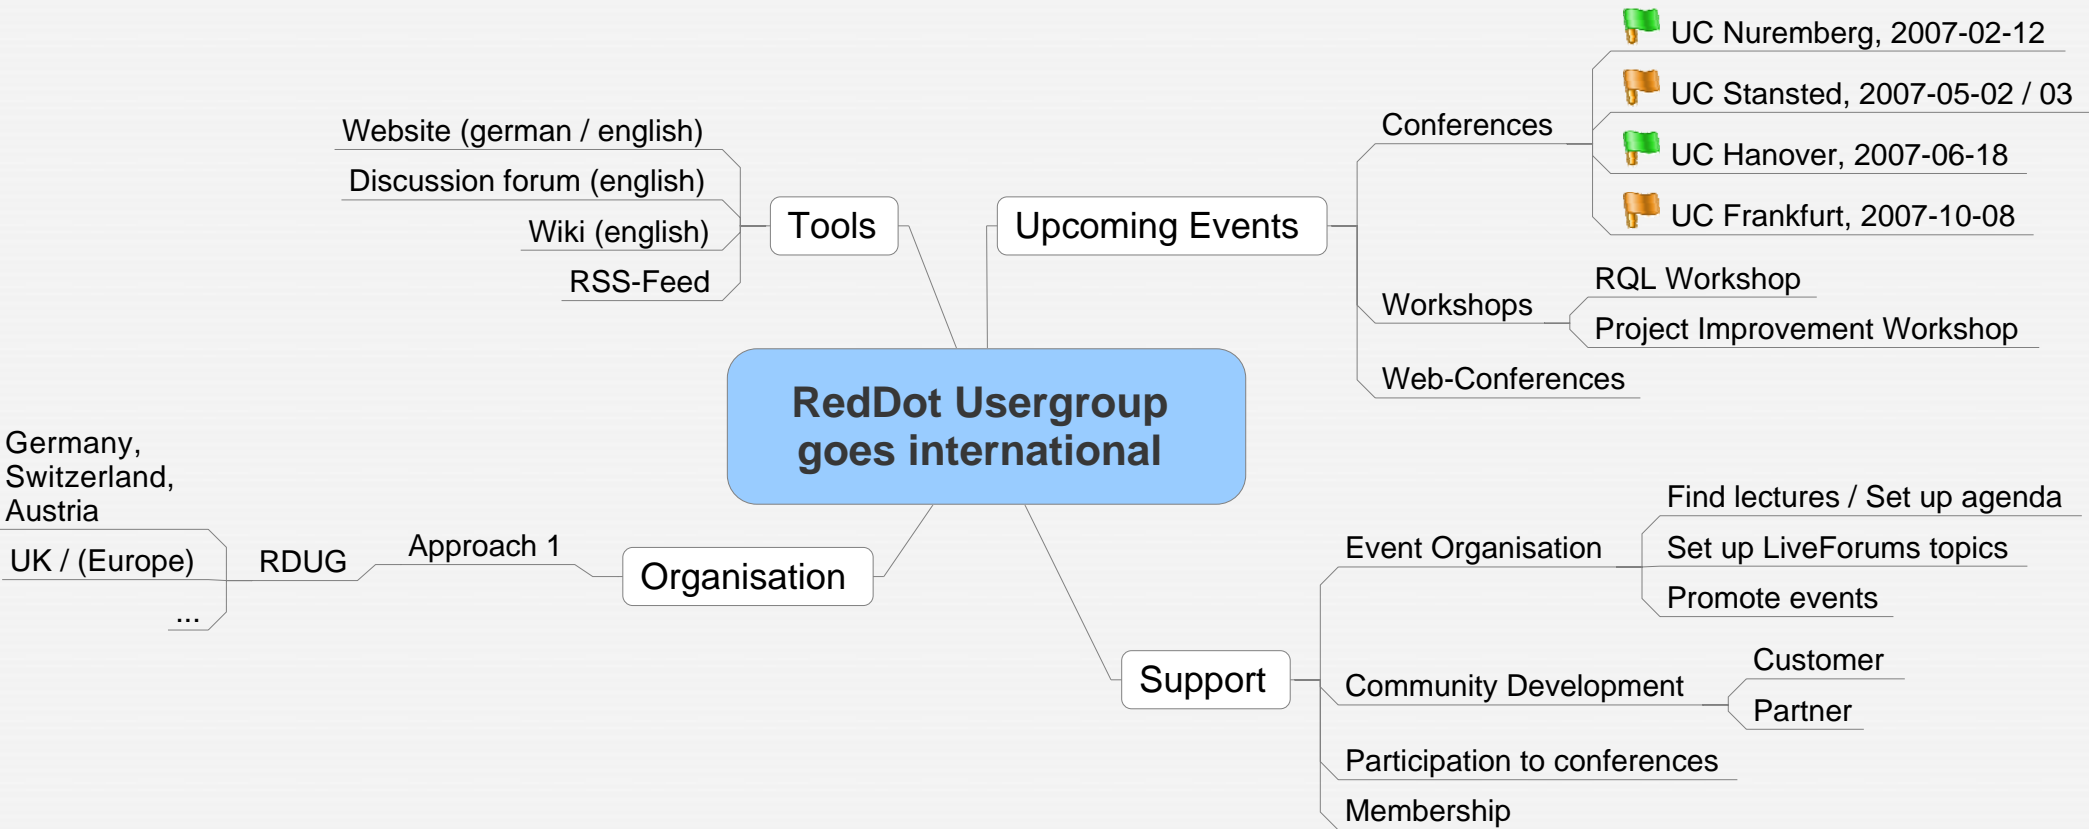 RedDot Usergroup
goes international
Tools
Website (german / english)
Discussion forum (english)
Wiki (english)
RSS-Feed
Upcoming Events
Conferences
UC Nuremberg, 2007-02-12
UC Stansted, 2007-05-02 / 03
UC Hanover, 2007-06-18
UC Frankfurt, 2007-10-08
Workshops
RQL Workshop
Project Improvement Workshop
Web-Conferences
Organisation
Approach 1
RDUG
Germany,
Switzerland,
Austria
UK / (Europe)
...
Support
Event Organisation
Find lectures / Set up agenda
Set up LiveForums topics
Promote events
Community Development
Customer
Partner
Participation to conferences
Membership